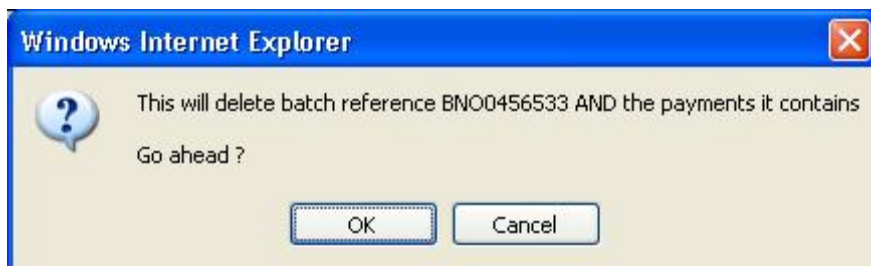 Windows Internet Explorer
This will delete batch reference BNO0456533 AND the payments it contains
Go ahead ?
OK Cancel